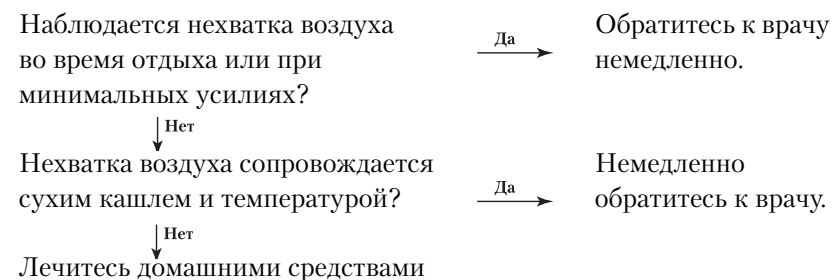 Наблюдается нехватка воздуха
во время отдыха или при
минимальных усилиях?
Да
Обратитесь к врачу
немедленно.
Нет
Нехватка воздуха сопровождается
сухим кашлем и температурой?
Да
Немедленно
обратитесь к врачу.
Нет
Лечитесь домашними средствами